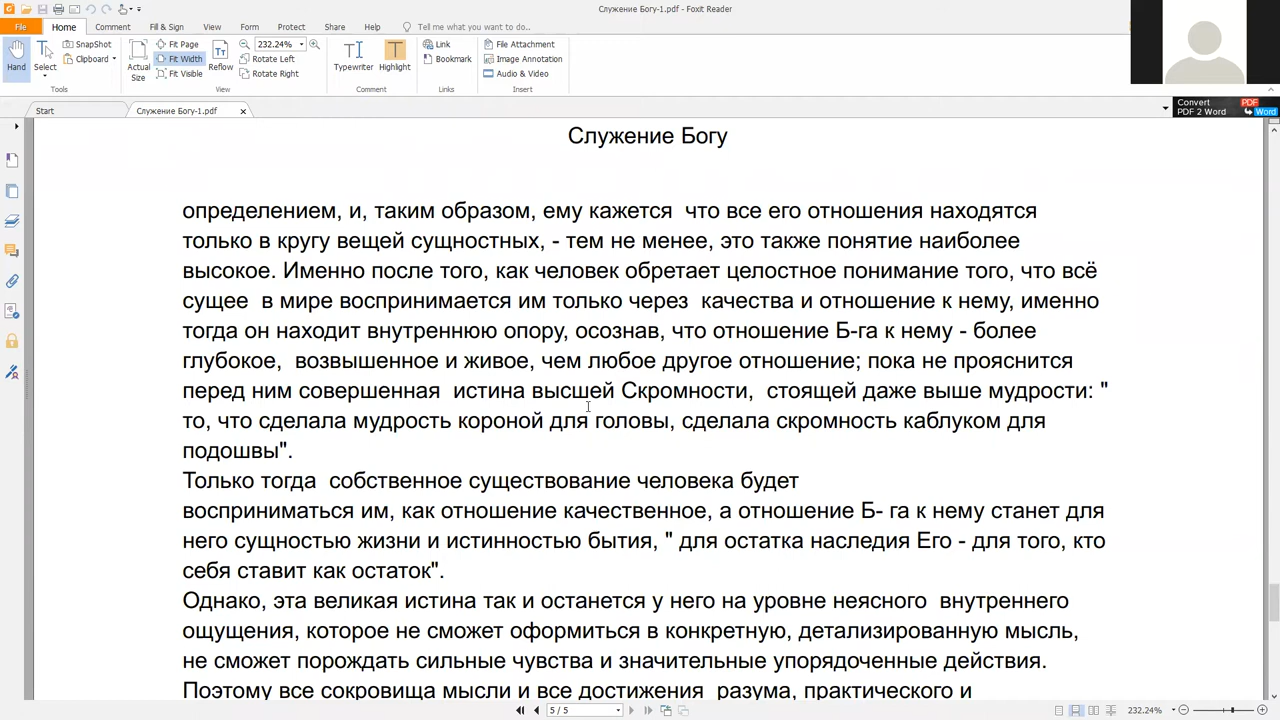 Служение Богу-1.pdf - Foxit Reader
File Home Comment Fill & Sign View Form Protect Share Help Tell me what you want to do...
Hand Select SnapShot Clipboard Actual Size Fit Page Fit Width Fit Visible Reflow 232.24% Rotate Left Rotate Right Typewriter Highlight Link Bookmark File Attachment Image Annotation Audio & Video
Tools View Comment Links Insert
Start Служение Богу-1.pdf
Convert PDF
PDF 2 Word Word
Служение Богу
определением, и, таким образом, ему кажется что все его отношения находятся
только в кругу вещей сущностных, - тем не менее, это также понятие наиболее
высокое. Именно после того, как человек обретает целостное понимание того, что всё
сущее в мире воспринимается им только через качества и отношение к нему, именно
тогда он находит внутреннюю опору, осознав, что отношение Б-га к нему - более
глубокое, возвышенное и живое, чем любое другое отношение; пока не прояснится
перед ним совершенная истина высшей Скромности, стоящей даже выше мудрости: "
то, что сделала мудрость короной для головы, сделала скромность каблуком для
подошвы".
Только тогда собственное существование человека будет
восприниматься им, как отношение качественное, а отношение Б- га к нему станет для
него сущностью жизни и истинностью бытия, " для остатка наследия Его - для того, кто
себя ставит как остаток".
Однако, эта великая истина так и останется у него на уровне неясного внутреннего
ощущения, которое не сможет оформиться в конкретную, детализированную мысль,
не сможет порождать сильные чувства и значительные упорядоченные действия.
Поэтому все сокровища мысли и все достижения разума, практического и
5 / 5 232.24%